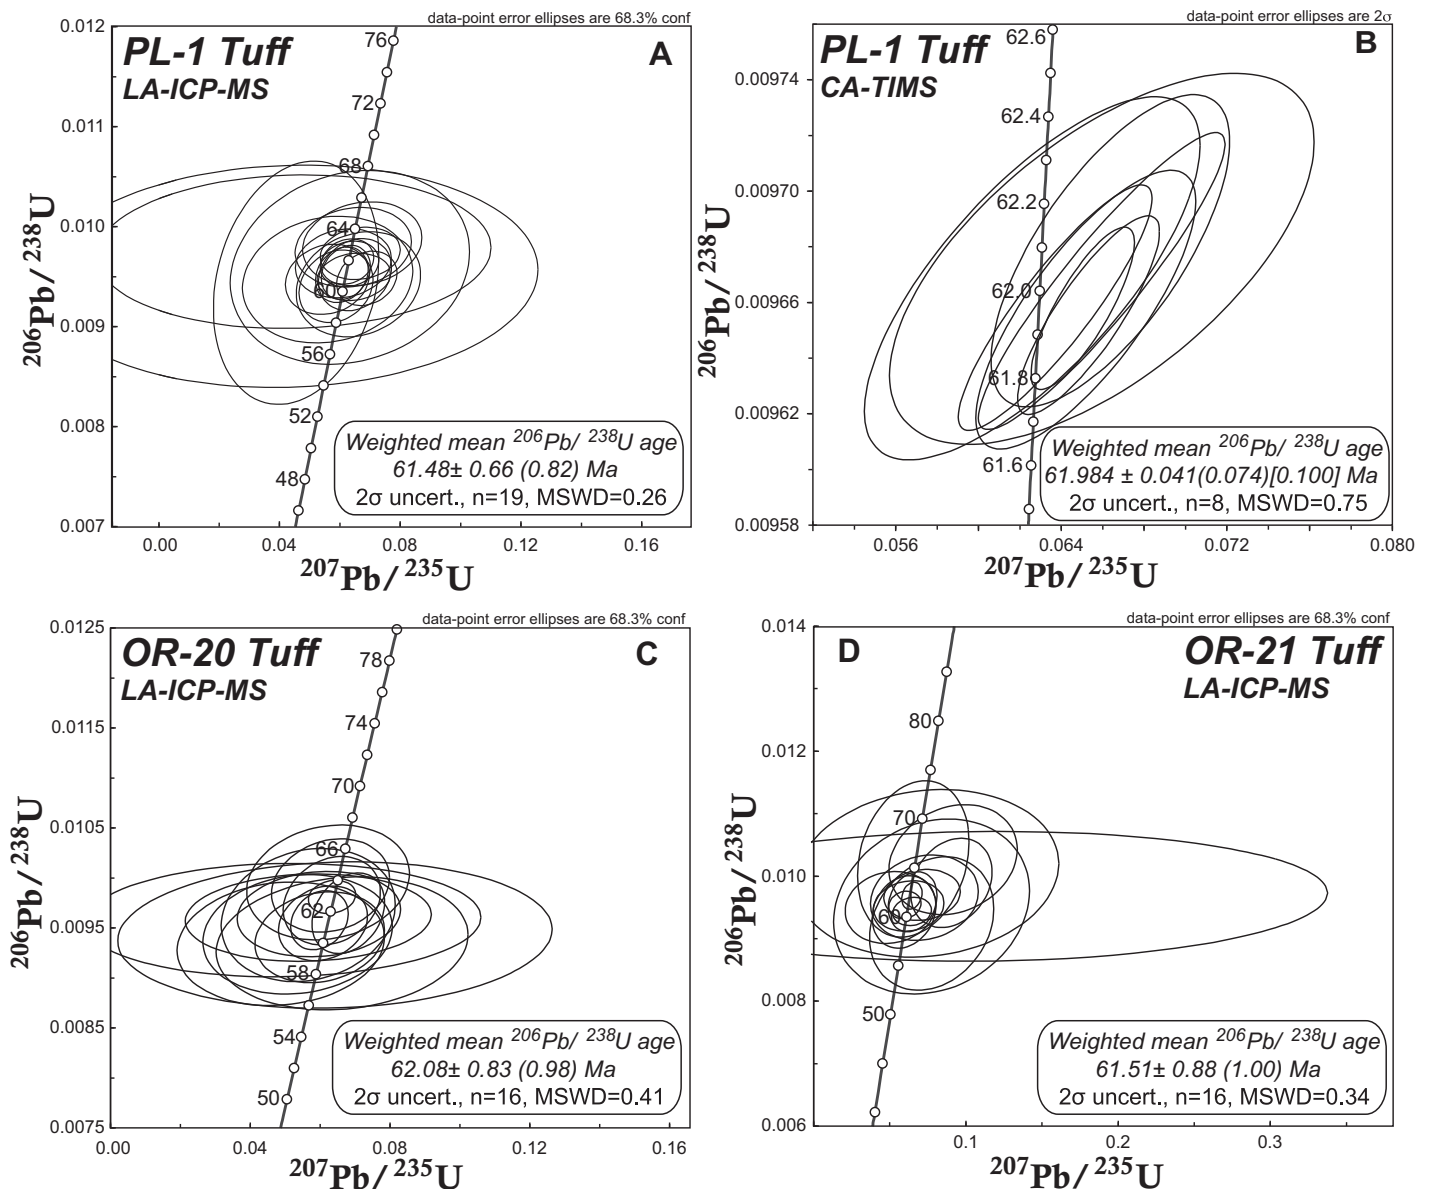 data-point error ellipses are 68.3% conf
PL-1 Tuff
LA-ICP-MS
A
0.012
0.011
0.010
0.009
0.008
0.007
76
72
68
64
60
56
52
48
206Pb/238U
Weighted mean 206Pb/ 238U age
61.48± 0.66 (0.82) Ma
2σ uncert., n=19, MSWD=0.26
0.00 0.04 0.08 0.12 0.16
207Pb/235U
data-point error ellipses are 2σ
PL-1 Tuff
CA-TIMS
B
0.00974
0.00970
0.00966
0.00962
0.00958
62.6
62.4
62.2
62.0
61.8
61.6
206Pb/238U
Weighted mean 206Pb/ 238U age
61.984 ± 0.041(0.074)[0.100] Ma
2σ uncert., n=8, MSWD=0.75
0.056 0.064 0.072 0.080
207Pb/235U
data-point error ellipses are 68.3% conf
OR-20 Tuff
LA-ICP-MS
C
0.0125
0.0115
0.0105
0.0095
0.0085
0.0075
78
74
70
66
62
58
54
50
206Pb/238U
Weighted mean 206Pb/ 238U age
62.08± 0.83 (0.98) Ma
2σ uncert., n=16, MSWD=0.41
0.00 0.04 0.08 0.12 0.16
207Pb/235U
data-point error ellipses are 68.3% conf
D
OR-21 Tuff
LA-ICP-MS
0.014
0.012
0.010
0.008
0.006
80
70
60
50
206Pb/238U
Weighted mean 206Pb/ 238U age
61.51± 0.88 (1.00) Ma
2σ uncert., n=16, MSWD=0.34
0.1 0.2 0.3
207Pb/235U